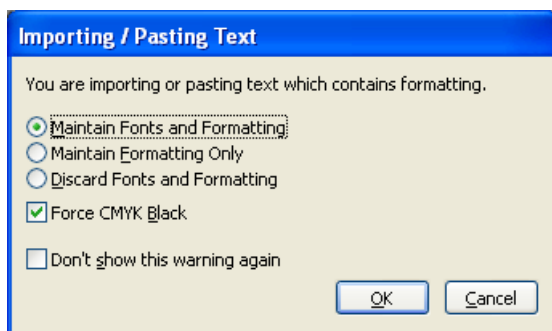 Importing / Pasting Text
You are importing or pasting text which contains formatting.
Maintain Fonts and Formatting
Maintain Formatting Only
Discard Fonts and Formatting
Force CMYK Black
Don't show this warning again
OK Cancel